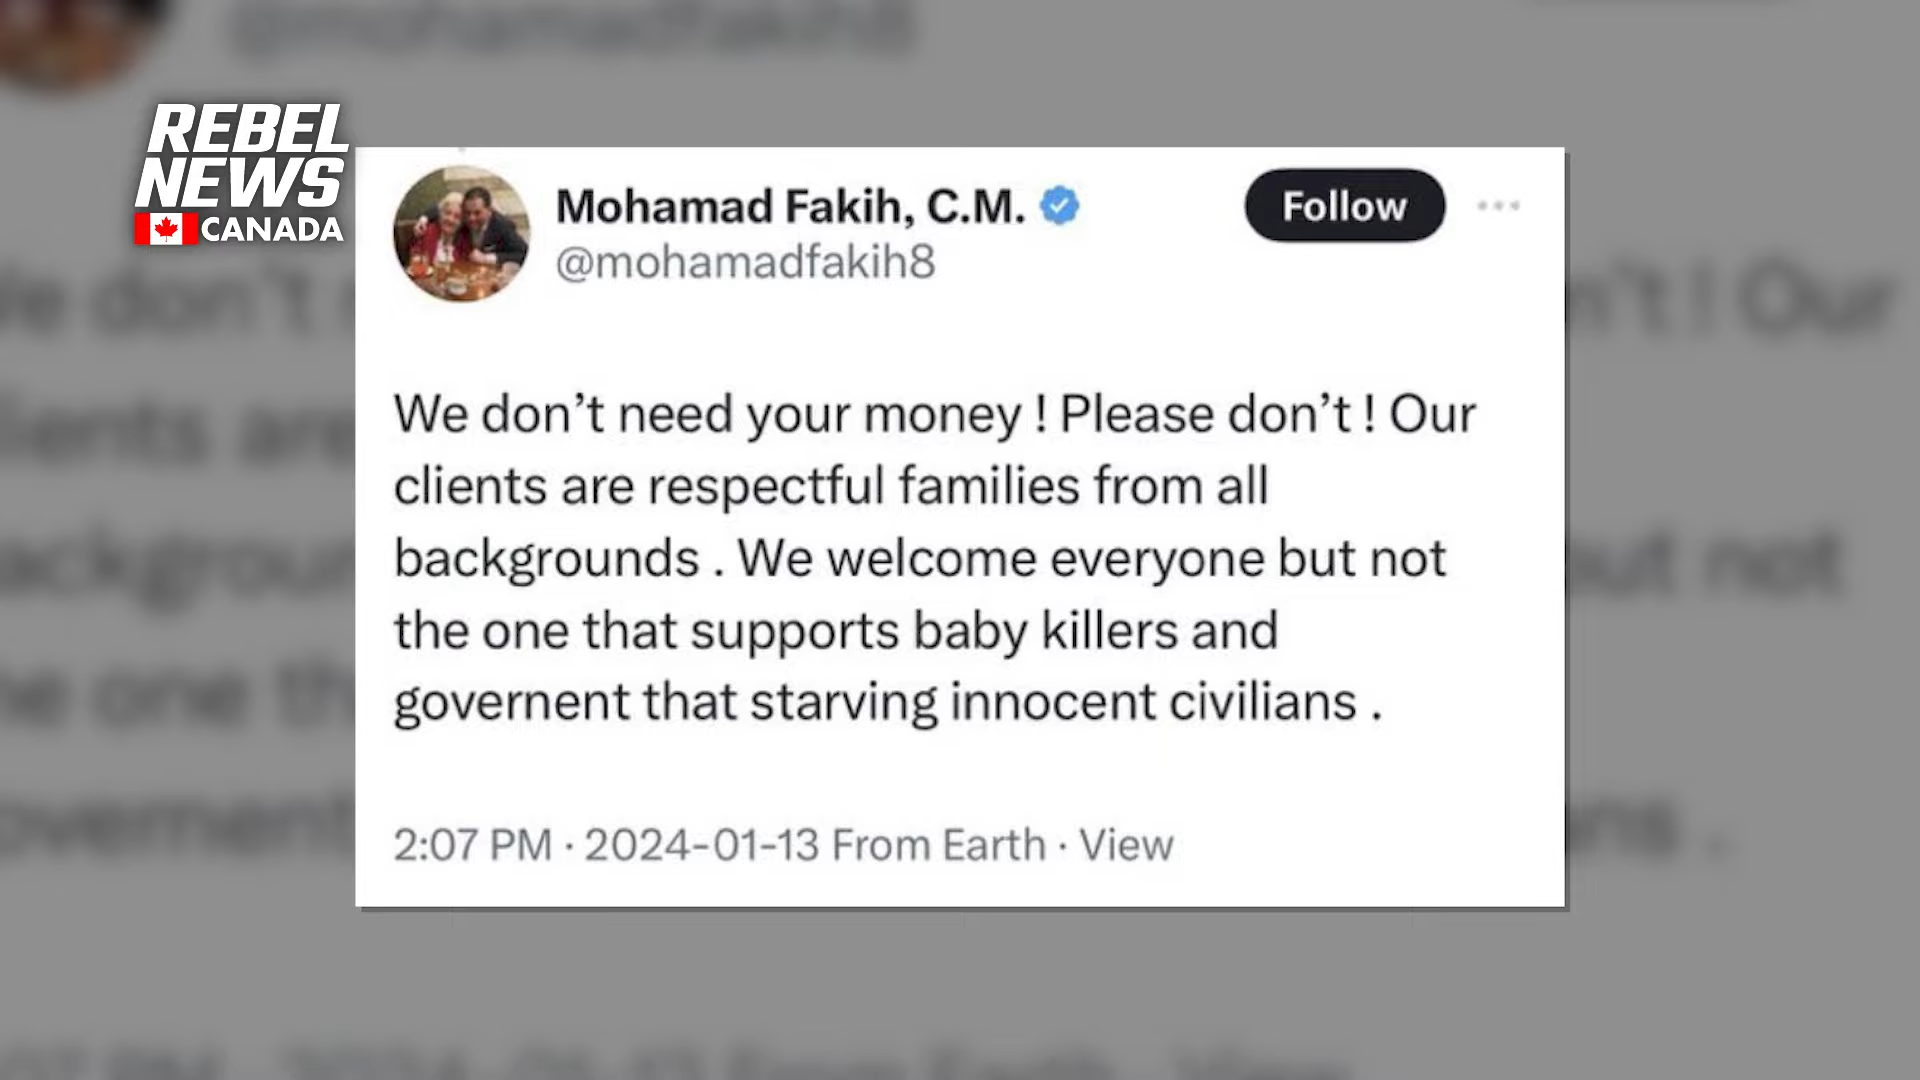 @mohamadfakih8
REBEL
NEWS
CANADA
Mohamad Fakih, C.M.
Follow
@mohamadfakih8
We don’t need your money ! Please don’t ! Our
clients are respectful families from all
backgrounds . We welcome everyone but not
the one that supports baby killers and
governent that starving innocent civilians .
2:07 PM · 2024-01-13 From Earth · View